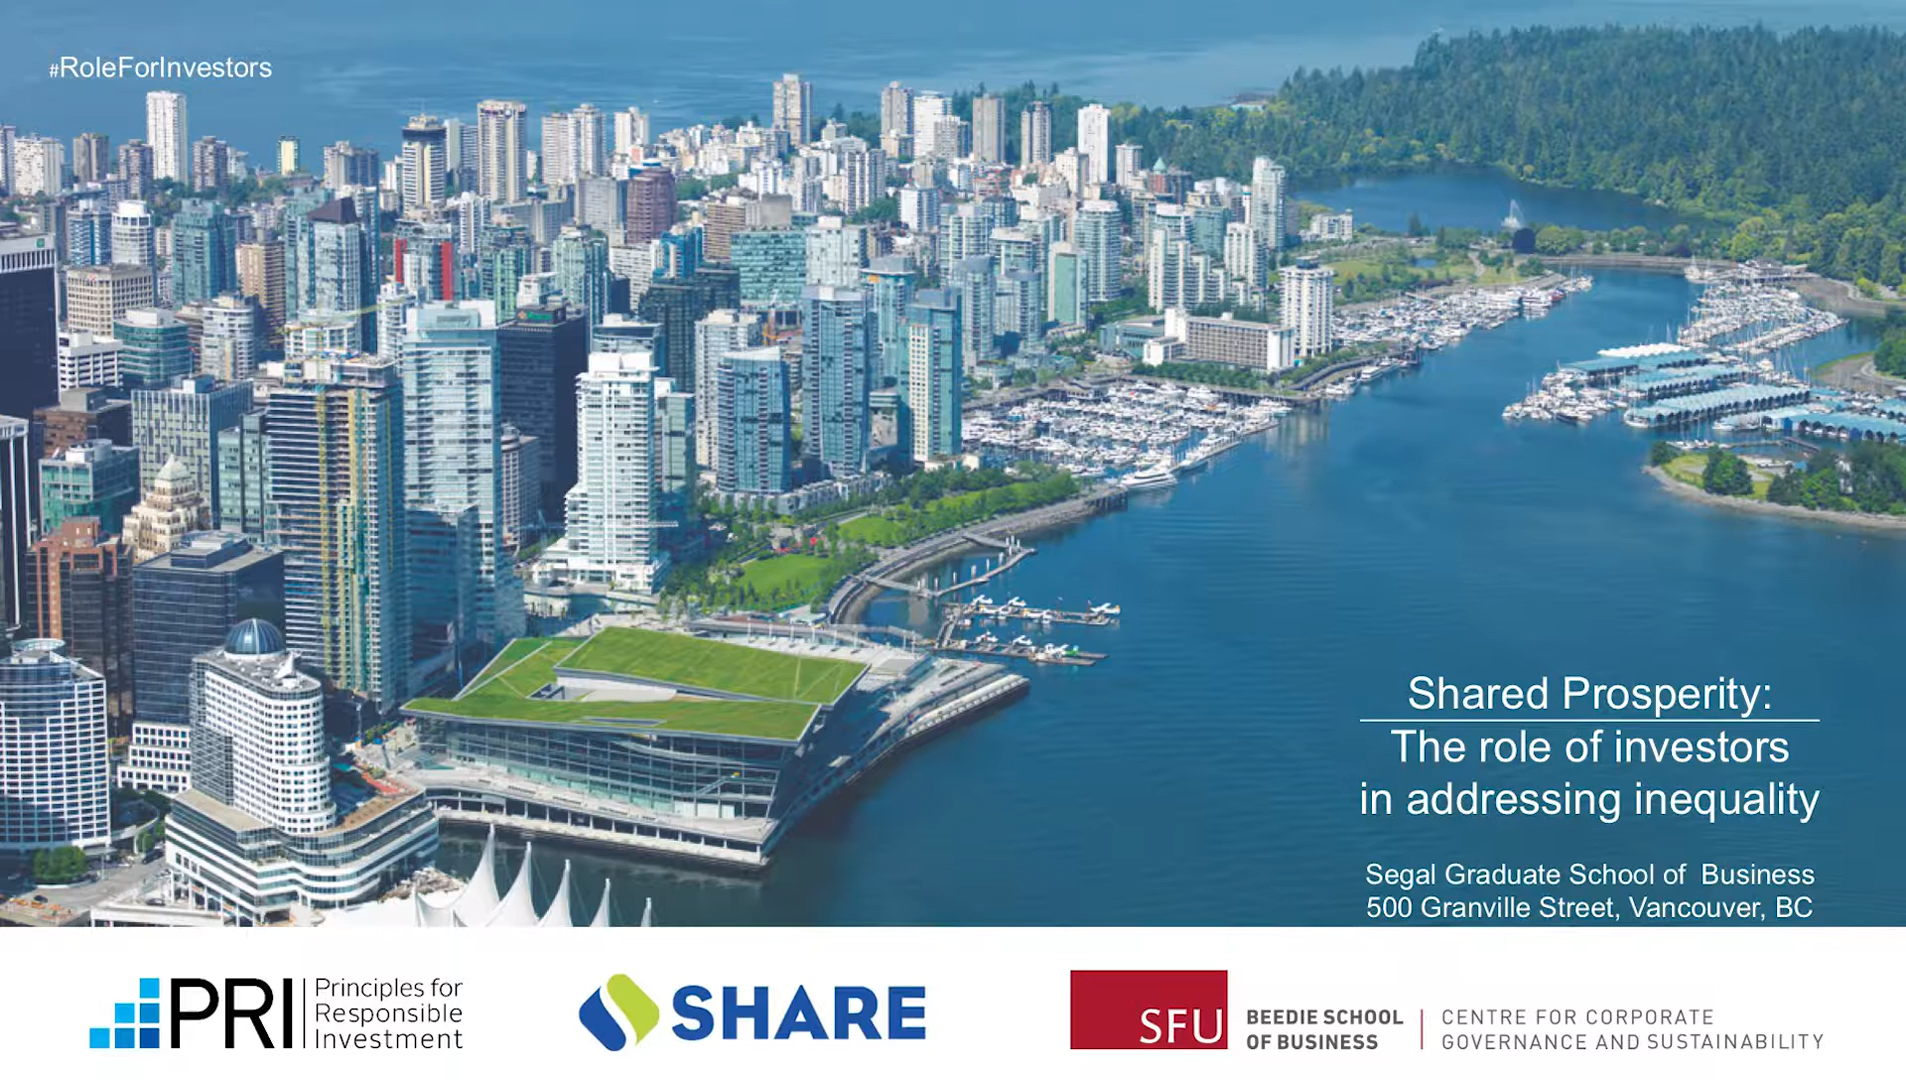 #RoleForInvestors
Shared Prosperity:
The role of investors
in addressing inequality
Segal Graduate School of Business
500 Granville Street, Vancouver, BC
PRI
Principles for
Responsible
Investment
SHARE
SFU
BEEDIE SCHOOL
OF BUSINESS
CENTRE FOR CORPORATE
GOVERNANCE AND SUSTAINABILITY